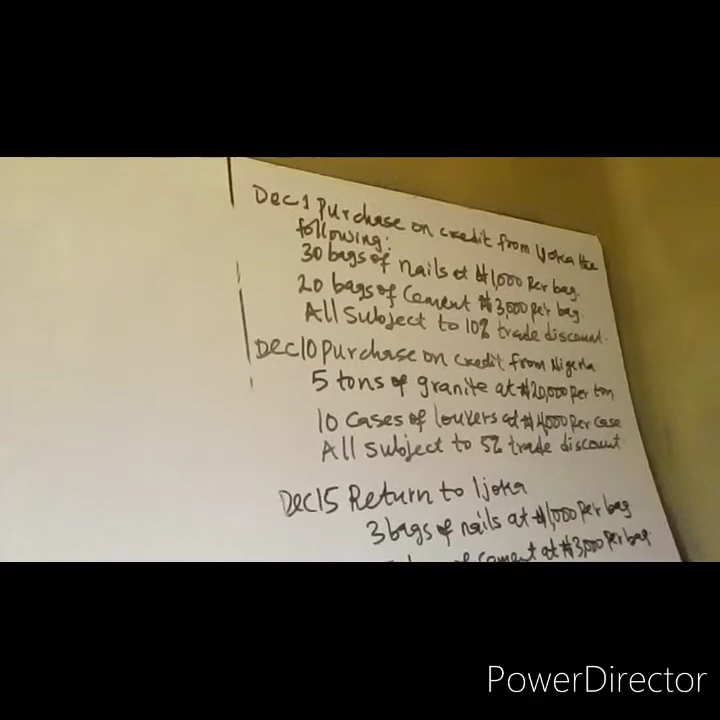 Dec 1 Purchase on credit from Ijoka the
following:
30 bags of nails at ₦1,000 per bag.
20 bags of Cement ₦3,000 per bag.
All Subject to 10% trade discount.
Dec 10 Purchase on credit from Nigeria
5 tons of granite at ₦20,000 per ton
10 Cases of louvers at ₦4,000 per case
All subject to 5% trade discount
Dec 15 Return to Ijoka
3 bags of nails at ₦1,000 per bag
of cement at ₦3,000 per bag
PowerDirector